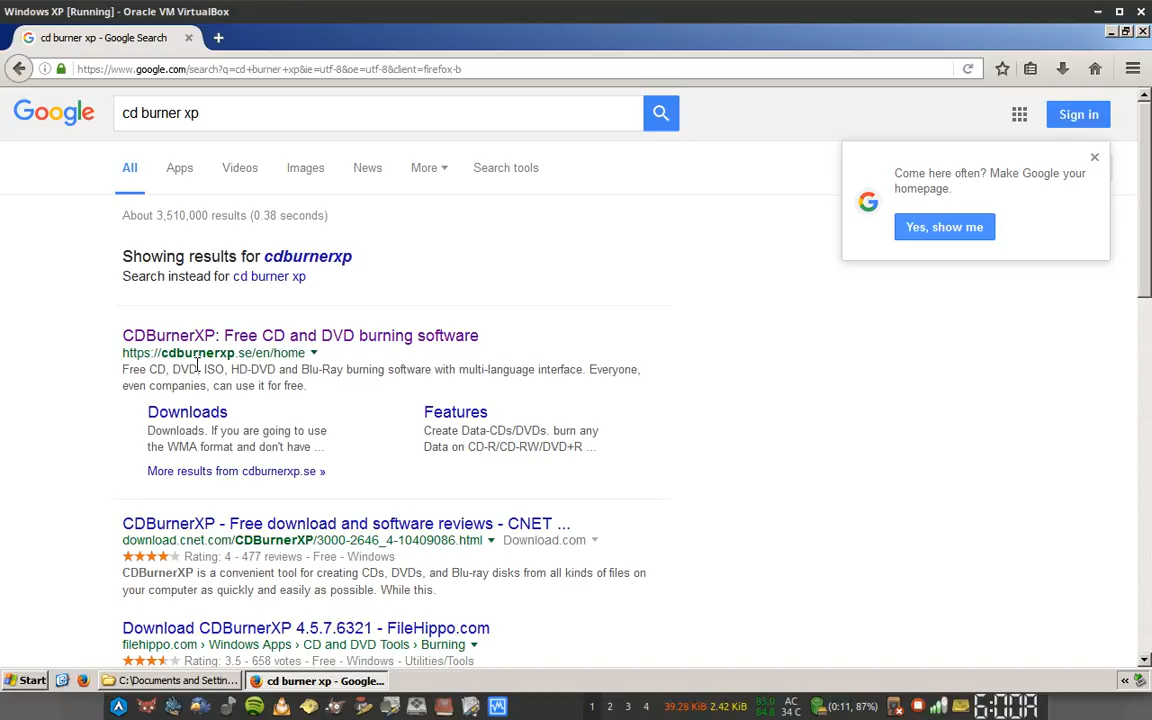 Windows XP [Running] - Oracle VM VirtualBox
cd burner xp - Google Search
https://www.google.com/search?q=cd+burner+xp&ie=utf-8&oe=utf-8&client=firefox-b
Google
cd burner xp
Sign in
All
Apps
Videos
Images
News
More
Search tools
Come here often? Make Google your
homepage.
Yes, show me
About 3,510,000 results (0.38 seconds)
Showing results for cdburnerxp
Search instead for cd burner xp
CDBurnerXP: Free CD and DVD burning software
https://cdburnerxp.se/en/home
Free CD, DVD, ISO, HD-DVD and Blu-Ray burning software with multi-language interface. Everyone,
even companies, can use it for free.
Downloads
Features
Downloads. If you are going to use
Create Data-CDs/DVDs. burn any
the WMA format and don't have ...
Data on CD-R/CD-RW/DVD+R ...
More results from cdburnerxp.se »
CDBurnerXP - Free download and software reviews - CNET ...
download.cnet.com/CDBurnerXP/3000-2646_4-10409086.html
Download.com
Rating: 4 - 477 reviews - Free - Windows
CDBurnerXP is a convenient tool for creating CDs, DVDs, and Blu-ray disks from all kinds of files on
your computer as quickly and easily as possible. While this.
Download CDBurnerXP 4.5.7.6321 - FileHippo.com
filehippo.com › Windows Apps › CD and DVD Tools › Burning
Rating: 3.5 - 658 votes - Free - Windows - Utilities/Tools
Start
C:\Documents and Settin...
cd burner xp - Google...
1 2 3 4
39.28 KiB 2.42 KiB
83.0
84.8
AC
34 C
(0:11, 87%)
6:00A